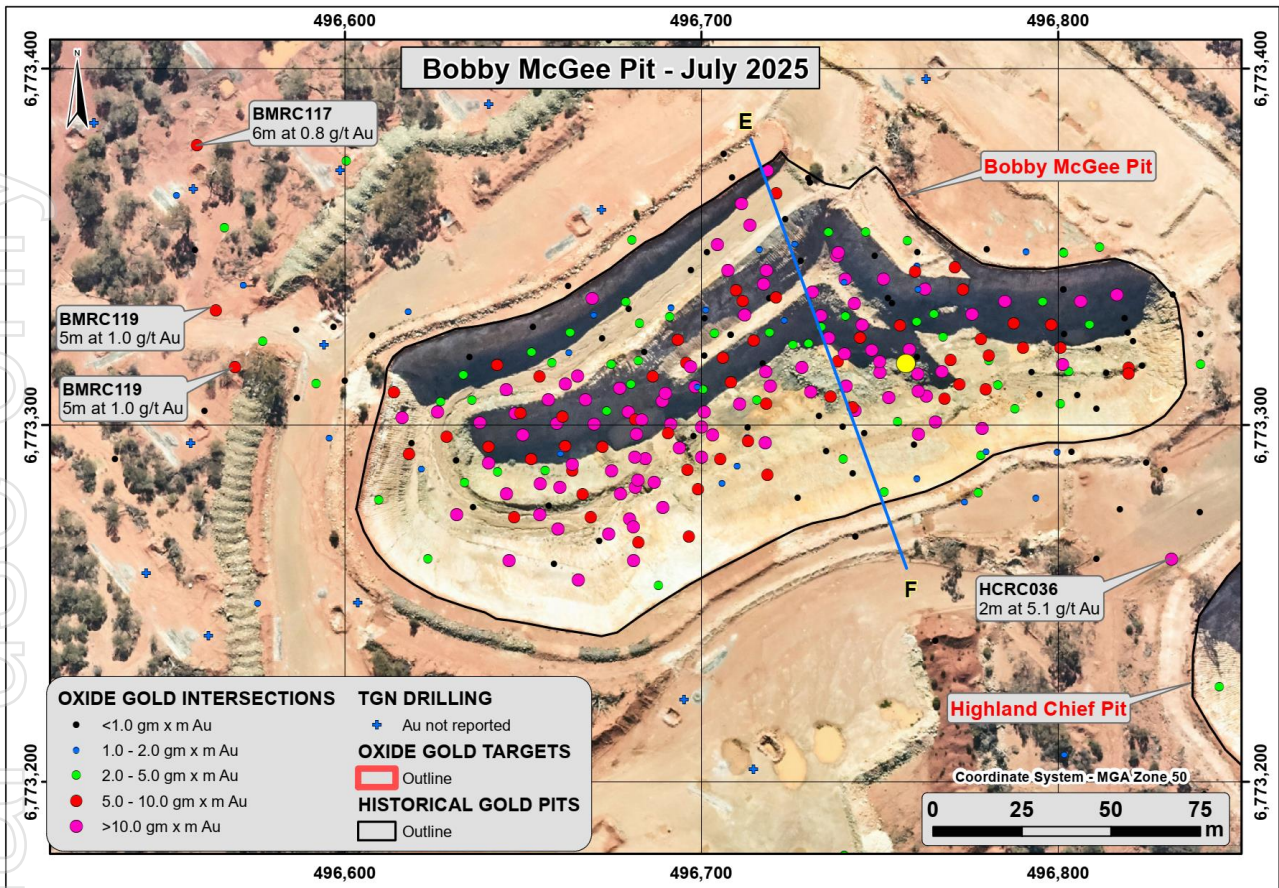 496,600
496,700
496,800
6,773,400
6,773,400
N
Bobby McGee Pit - July 2025
BMRC117
6m at 0.8 g/t Au
E
Bobby McGee Pit
BMRC119
5m at 1.0 g/t Au
BMRC119
5m at 1.0 g/t Au
6,773,300
6,773,300
F
HCRC036
2m at 5.1 g/t Au
Highland Chief Pit
OXIDE GOLD INTERSECTIONS
<1.0 gm x m Au
1.0 - 2.0 gm x m Au
2.0 - 5.0 gm x m Au
5.0 - 10.0 gm x m Au
>10.0 gm x m Au
TGN DRILLING
Au not reported
OXIDE GOLD TARGETS
Outline
HISTORICAL GOLD PITS
Outline
6,773,200
6,773,200
Coordinate System - MGA Zone 50
0 25 50 75
m
496,600
496,700
496,800